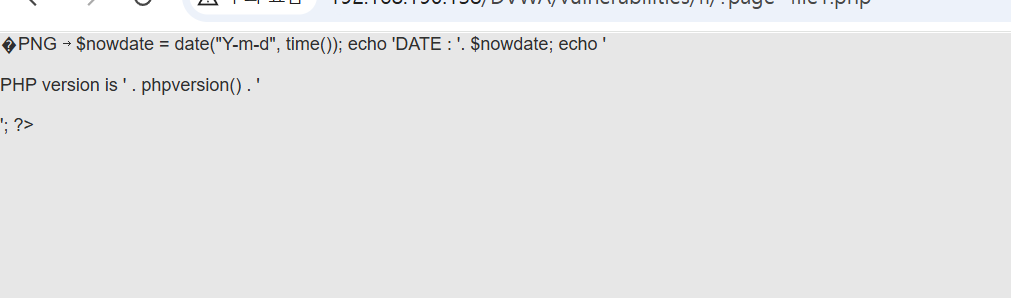 �PNG → $nowdate = date("Y-m-d", time()); echo 'DATE : '. $nowdate; echo '
PHP version is ' . phpversion() . '
'; ?>